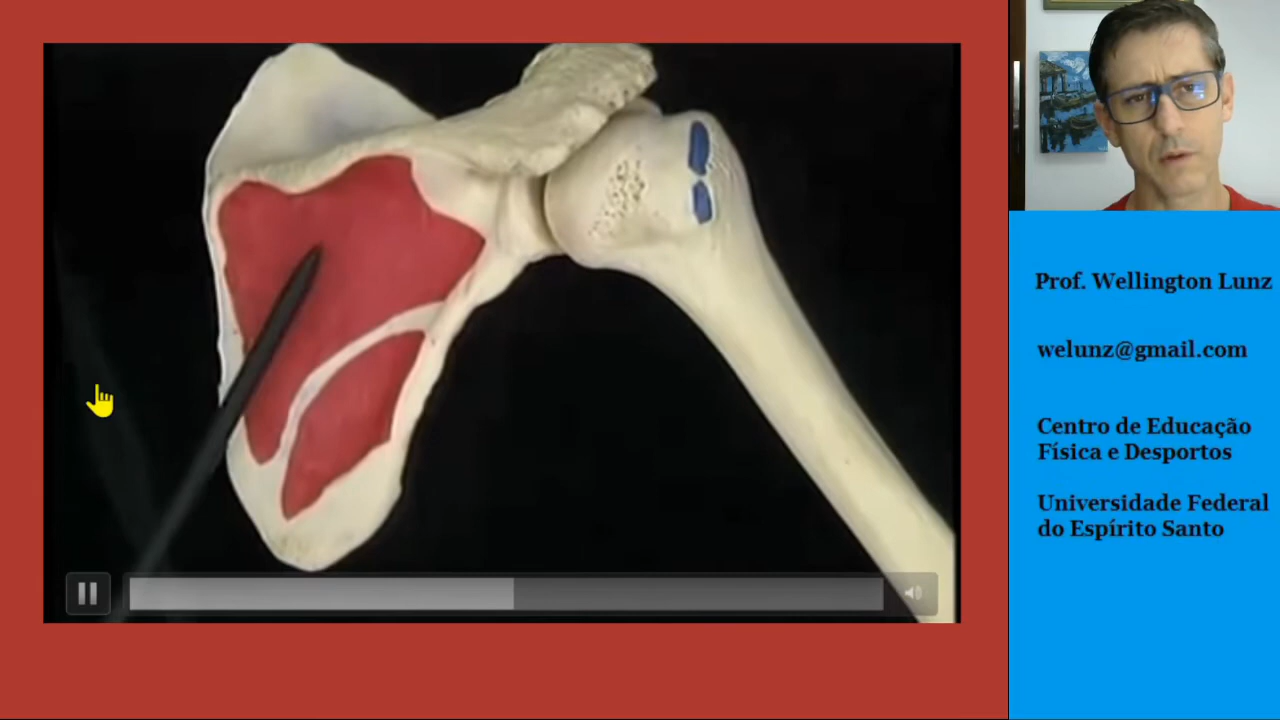 Prof. Wellington Lunz
welunz@gmail.com
Centro de Educação
Física e Desportos
Universidade Federal
do Espírito Santo